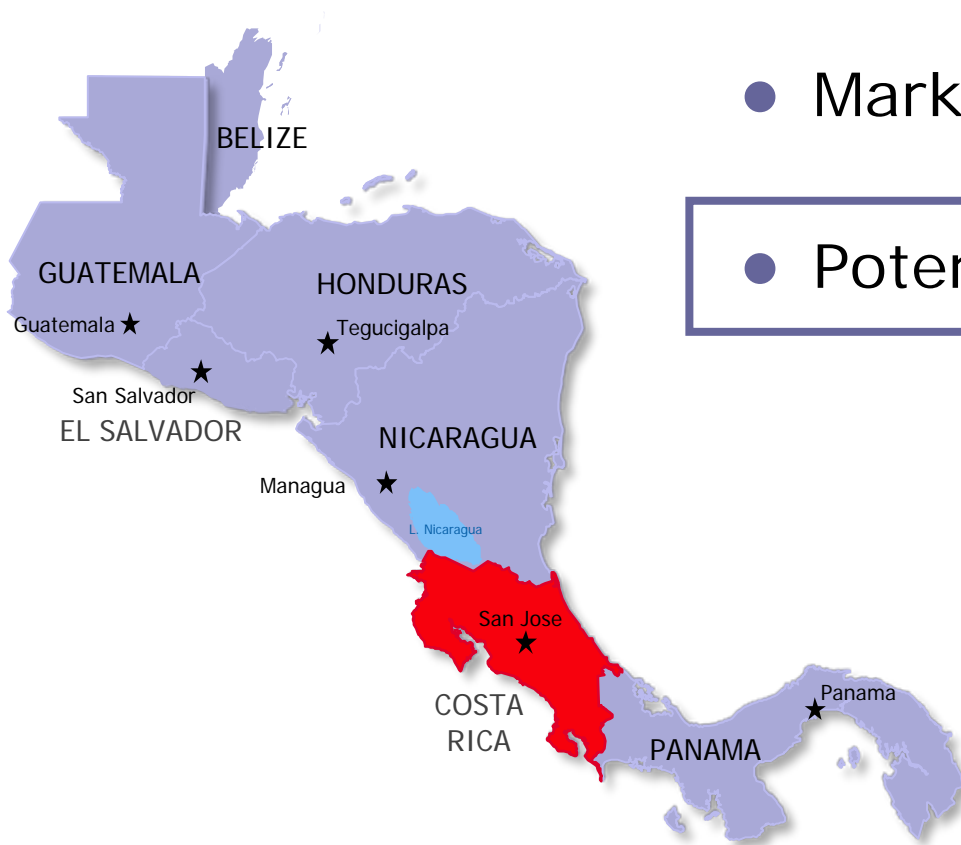 Mark
BELIZE
Poten
GUATEMALA
HONDURAS
Guatemala
Tegucigalpa
San Salvador
EL SALVADOR
NICARAGUA
Managua
L. Nicaragua
San Jose
COSTA
RICA
Panama
PANAMA